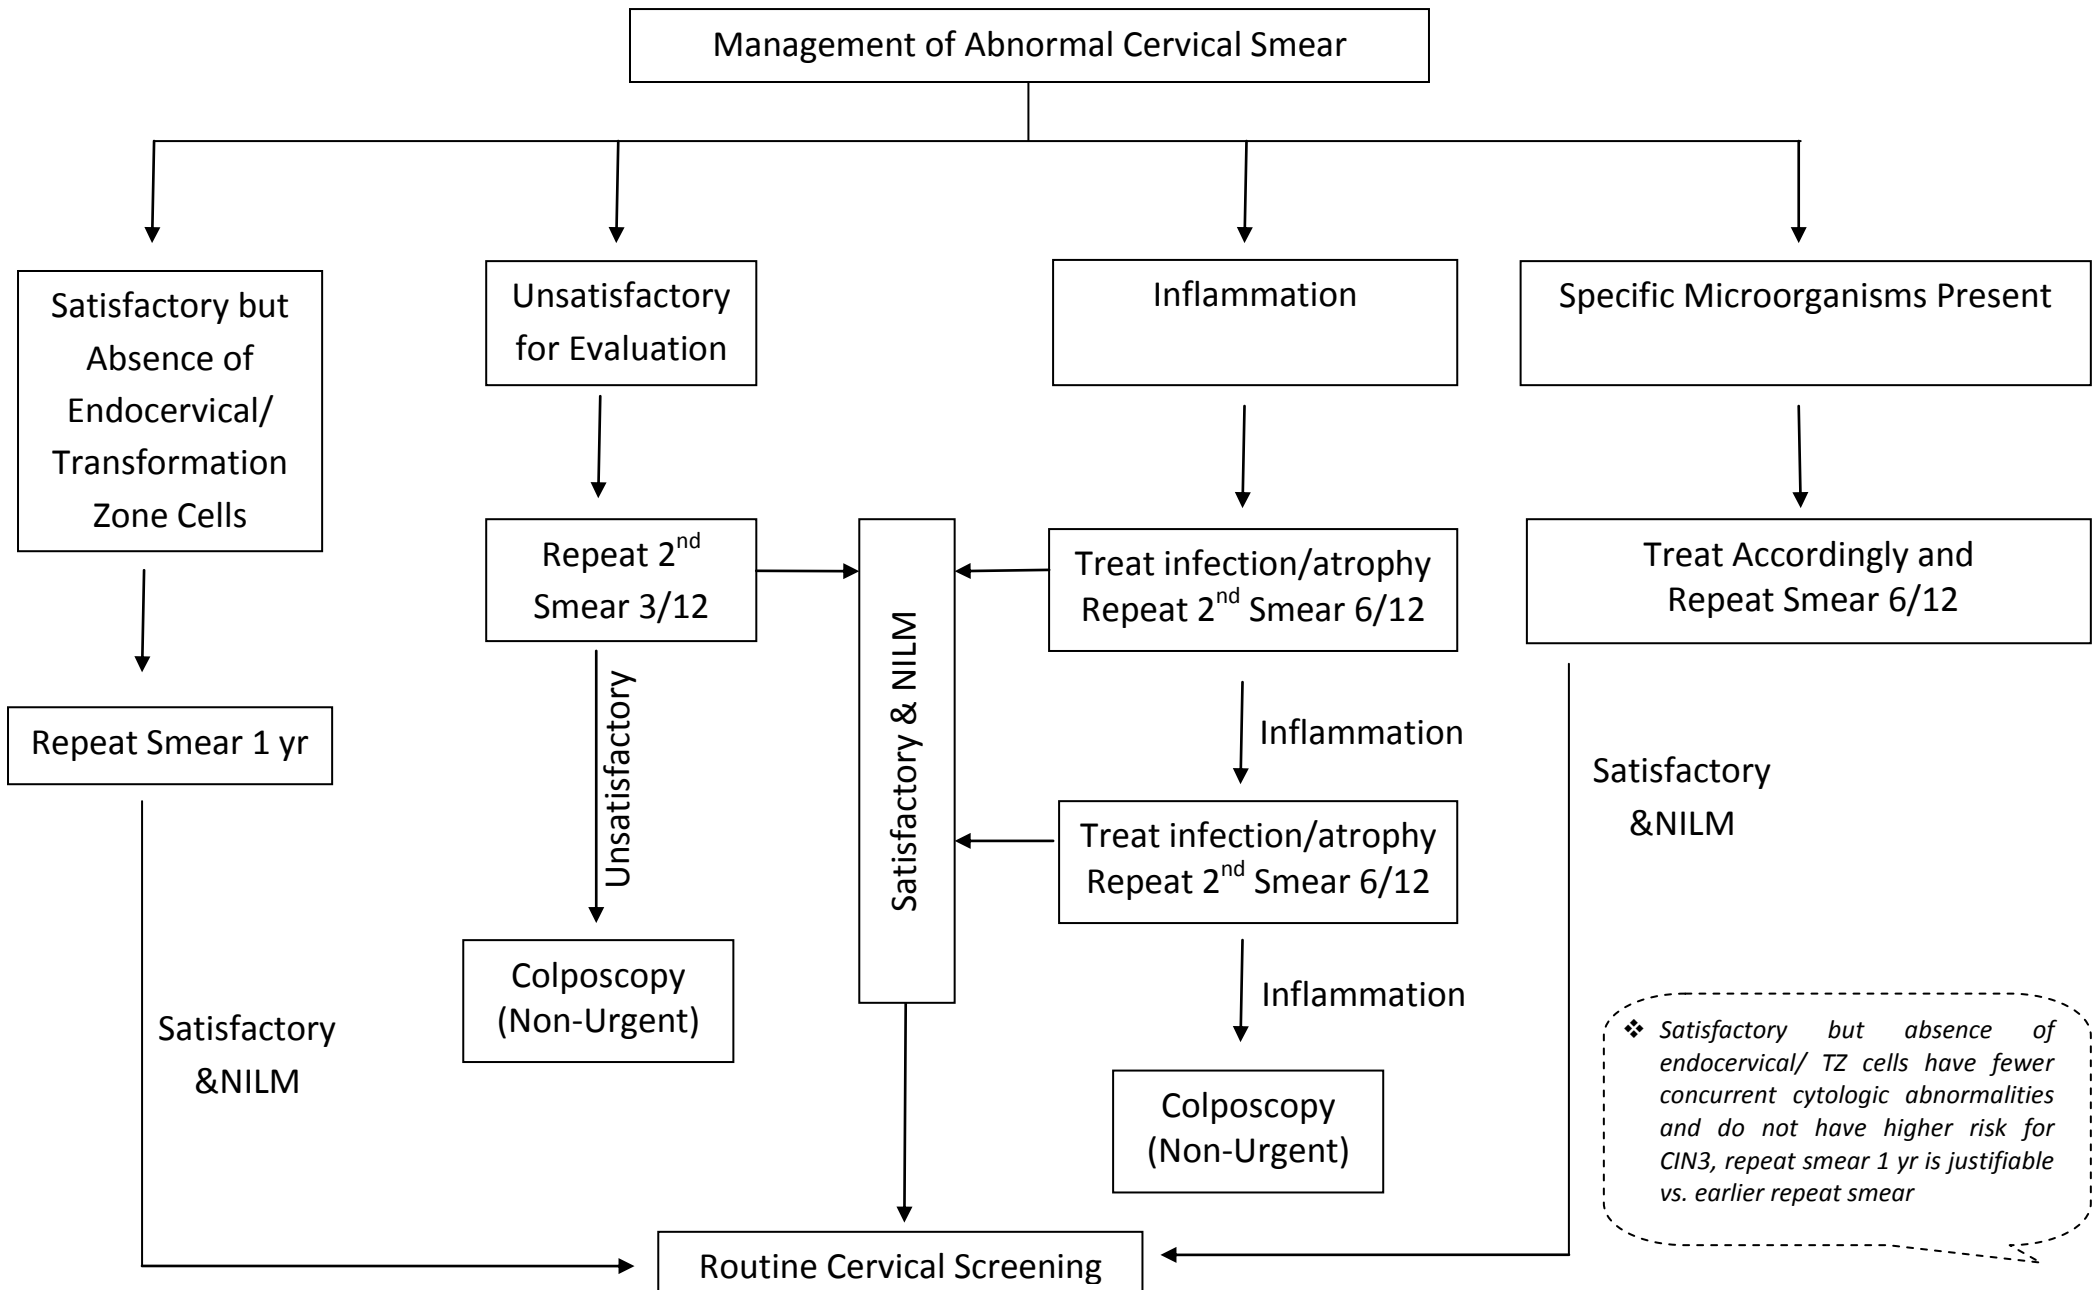 Management of Abnormal Cervical Smear
Satisfactory but
Absence of
Endocervical/
Transformation
Zone Cells
Unsatisfactory
for Evaluation
Inflammation
Specific Microorganisms Present
Repeat 2nd
Smear 3/12
Satisfactory & NILM
Treat infection/atrophy
Repeat 2nd Smear 6/12
Treat Accordingly and
Repeat Smear 6/12
Repeat Smear 1 yr
Unsatisfactory
Inflammation
Satisfactory
&NILM
Treat infection/atrophy
Repeat 2nd Smear 6/12
Colposcopy
(Non-Urgent)
Inflammation
Satisfactory
&NILM
Colposcopy
(Non-Urgent)
❖ Satisfactory but absence of
endocervical/ TZ cells have fewer
concurrent cytologic abnormalities
and do not have higher risk for
CIN3, repeat smear 1 yr is justifiable
vs. earlier repeat smear
Routine Cervical Screening